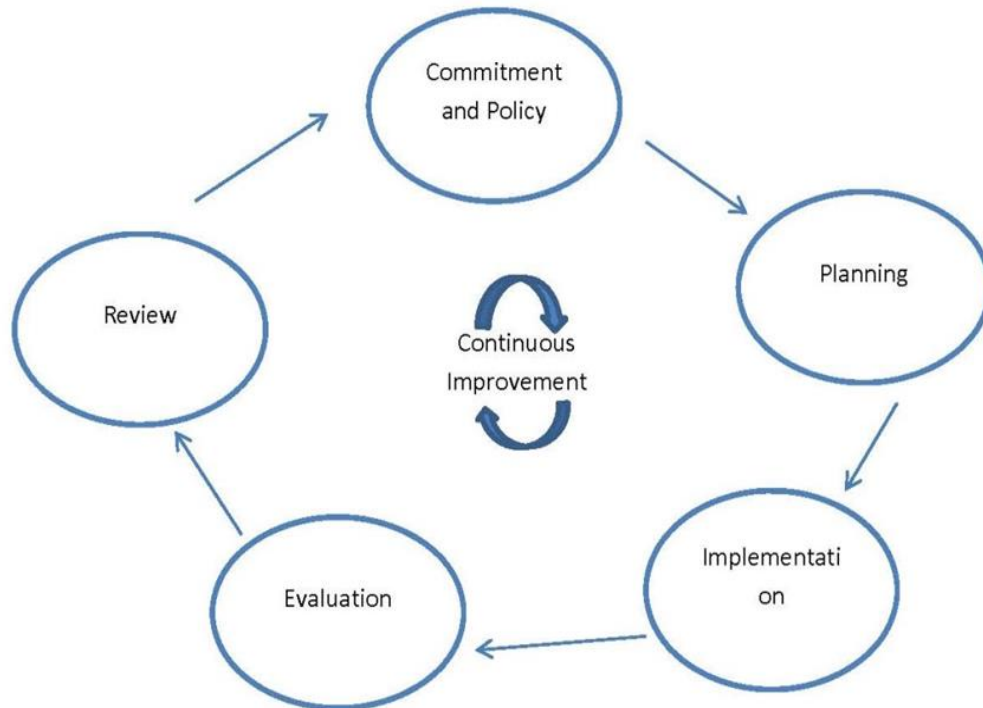 Commitment
and Policy
Planning
Implementati
on
Evaluation
Review
Continuous
Improvement